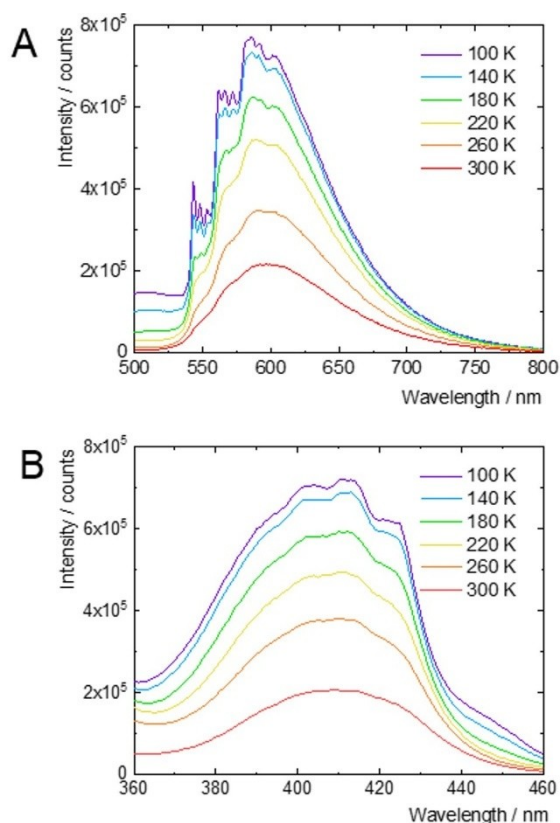 A
Intensity / counts
8x10⁵
6x10⁵
4x10⁵
2x10⁵
0
100 K
140 K
180 K
220 K
260 K
300 K
500 550 600 650 700 750 800
Wavelength / nm
B
Intensity / counts
8x10⁵
6x10⁵
4x10⁵
2x10⁵
0
100 K
140 K
180 K
220 K
260 K
300 K
360 380 400 420 440 460
Wavelength / nm